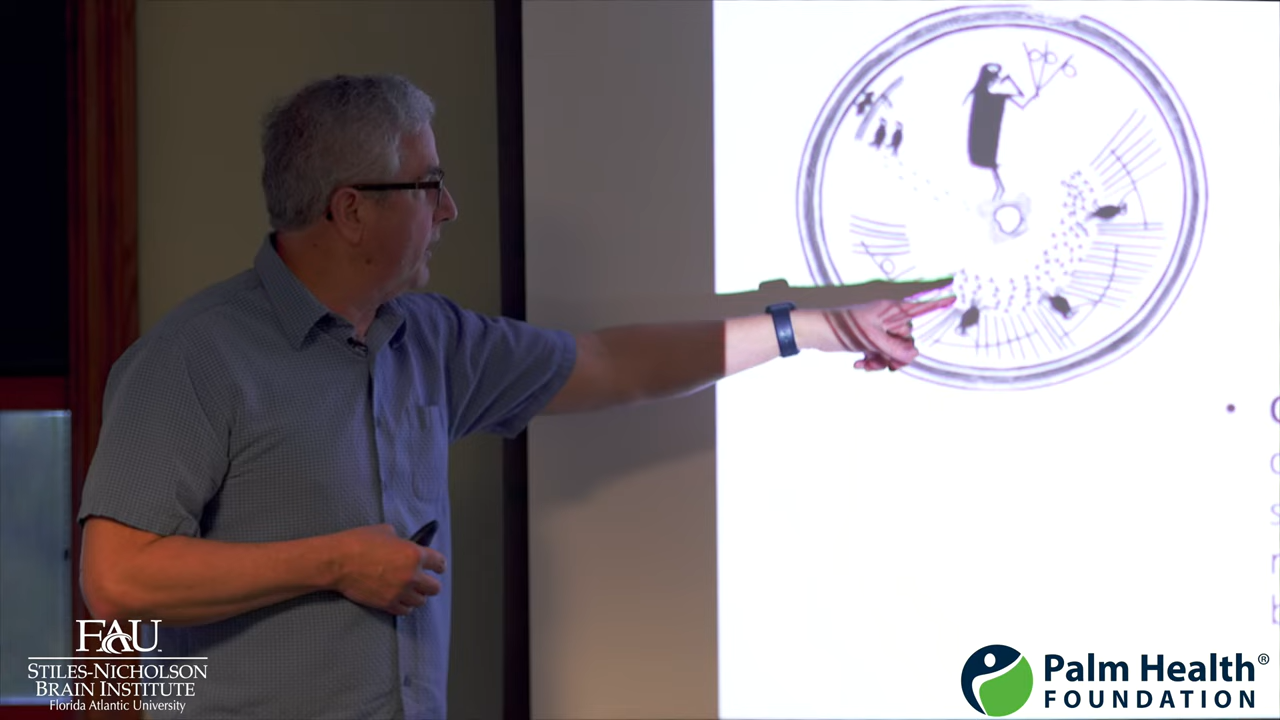 FAU
STILES-NICHOLSON
BRAIN INSTITUTE
Florida Atlantic University
Palm Health®
FOUNDATION